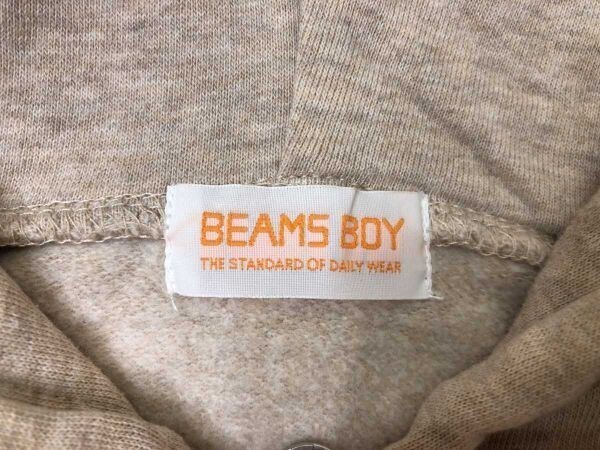 BEAMS BOY
THE STANDARD OF DAILY WEAR